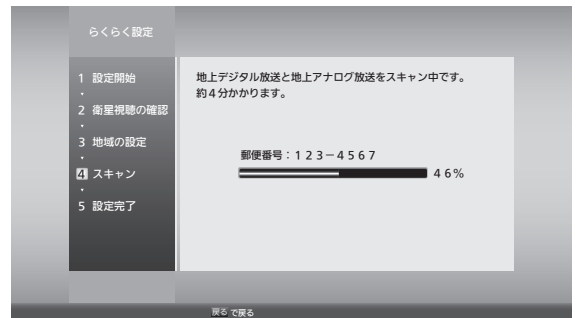 らくらく設定
1 設定開始
・
2 衛星視聴の確認
・
3 地域の設定
・
4 スキャン
・
5 設定完了
地上デジタル放送と地上アナログ放送をスキャン中です。
約4分かかります。
郵便番号：１２３－４５６７
４６%
戻る で戻る